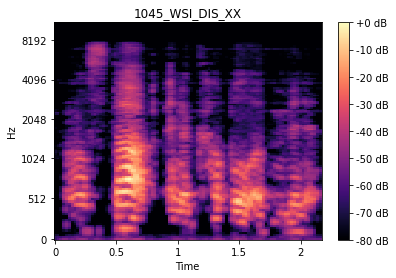 1045_WSI_DIS_XX
8192
4096
2048
1024
512
0
Hz
0
0.5
1
1.5
2
Time
+0 dB
-10 dB
-20 dB
-30 dB
-40 dB
-50 dB
-60 dB
-70 dB
-80 dB